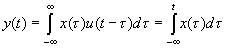 y(t) = ∫_{-∞}^{∞} x(τ)u(t − τ)dτ = ∫_{-∞}^{t} x(τ)dτ